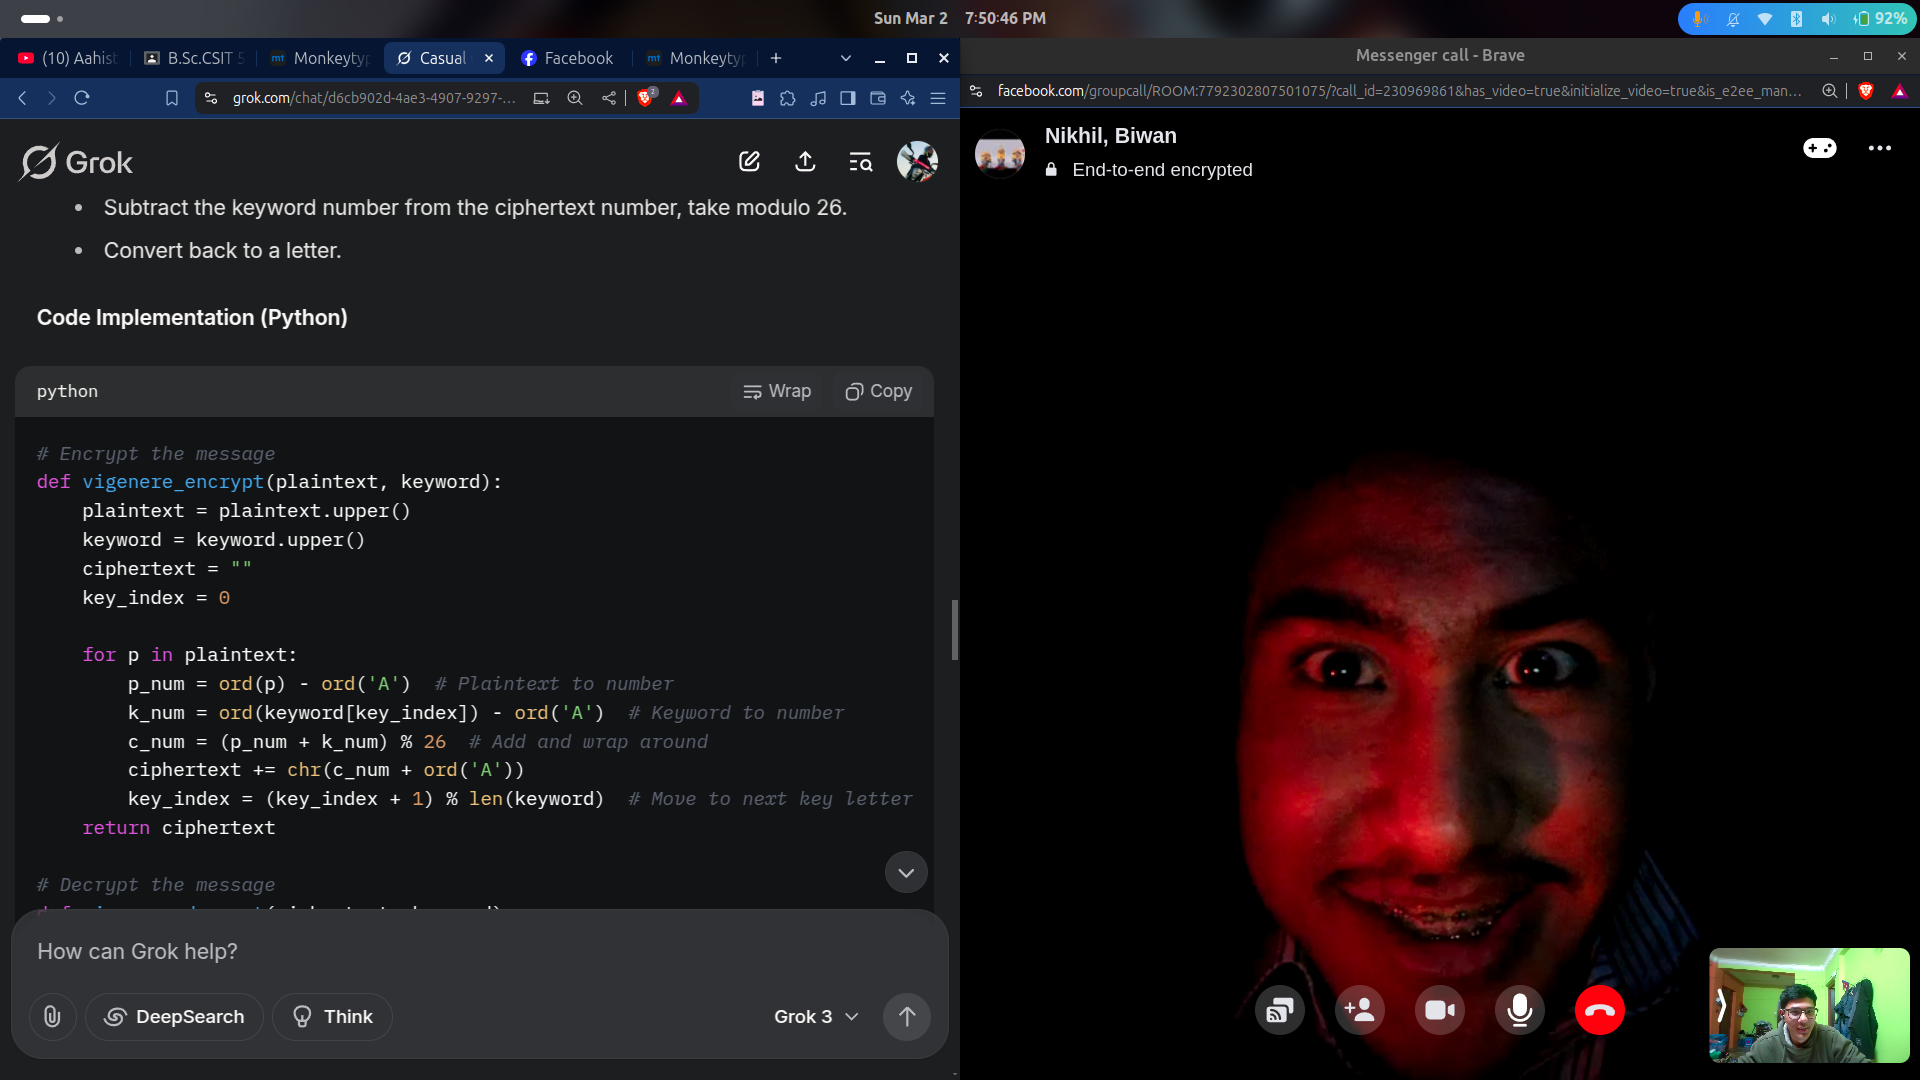 Sun Mar 2 7:50:46 PM
92%
(10) Aahist
B.Sc.CSIT 5
Monkeyty
Casual
Facebook
Monkeyty
grok.com/chat/d6cb902d-4ae3-4907-9297-...
2
Grok
Subtract the keyword number from the ciphertext number, take modulo 26.
Convert back to a letter.
Code Implementation (Python)
python
Wrap
Copy
# Encrypt the message
def vigenere_encrypt(plaintext, keyword):
plaintext = plaintext.upper()
keyword = keyword.upper()
ciphertext = ""
key_index = 0
for p in plaintext:
p_num = ord(p) - ord('A') # Plaintext to number
k_num = ord(keyword[key_index]) - ord('A') # Keyword to number
c_num = (p_num + k_num) % 26 # Add and wrap around
ciphertext += chr(c_num + ord('A'))
key_index = (key_index + 1) % len(keyword) # Move to next key letter
return ciphertext
# Decrypt the message
How can Grok help?
DeepSearch
Think
Grok 3
Messenger call - Brave
facebook.com/groupcall/ROOM:7792302807501075/?call_id=230969861&has_video=true&initialize_video=true&is_e2ee_man...
Nikhil, Biwan
End-to-end encrypted